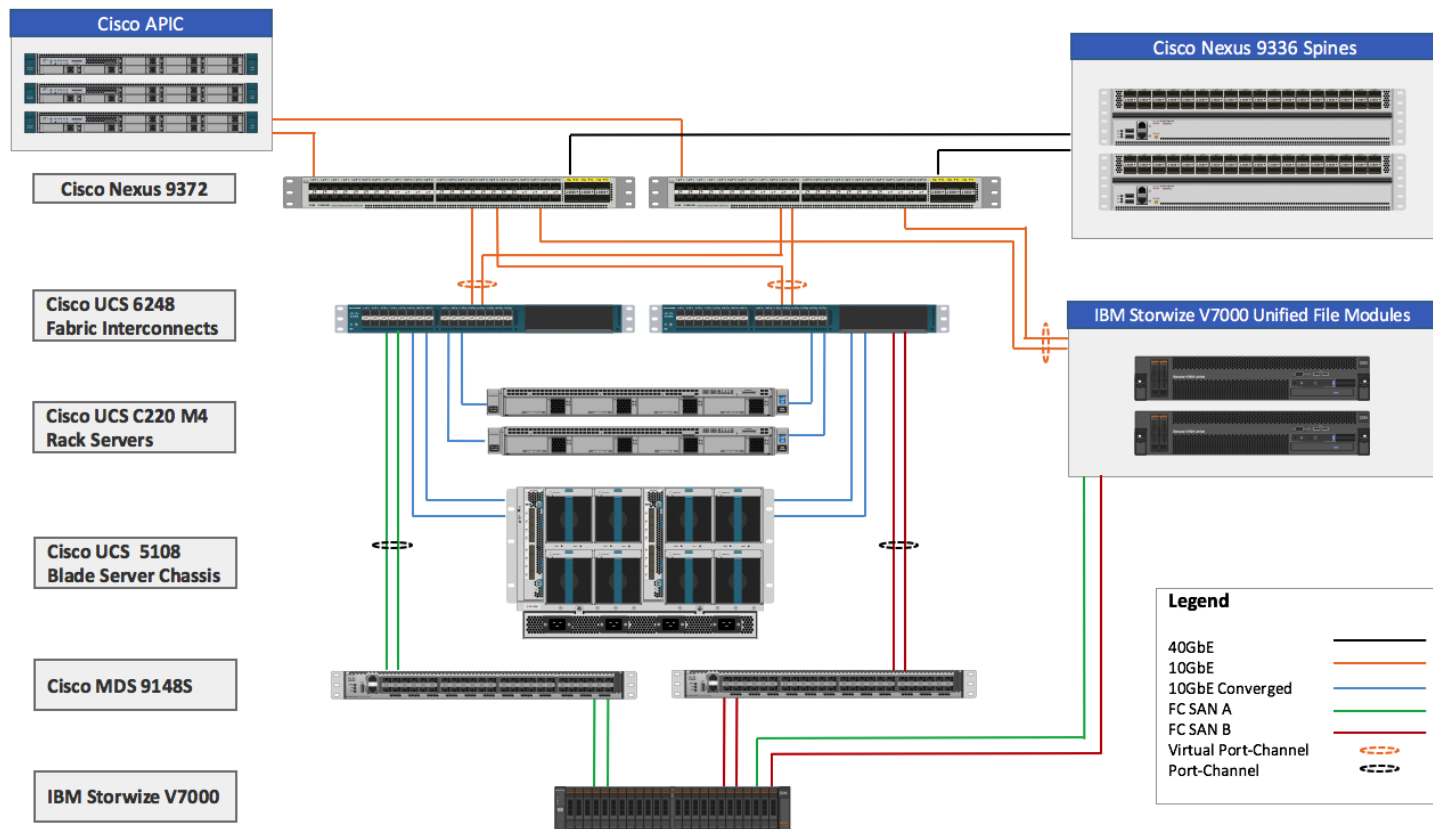 Cisco APIC
Cisco Nexus 9336 Spines
Cisco Nexus 9372
Cisco UCS 6248
Fabric Interconnects
IBM Storwize V7000 Unified File Modules
Cisco UCS C220 M4
Rack Servers
Cisco UCS 5108
Blade Server Chassis
Cisco MDS 9148S
IBM Storwize V7000
Legend
40GbE
10GbE
10GbE Converged
FC SAN A
FC SAN B
Virtual Port-Channel
Port-Channel